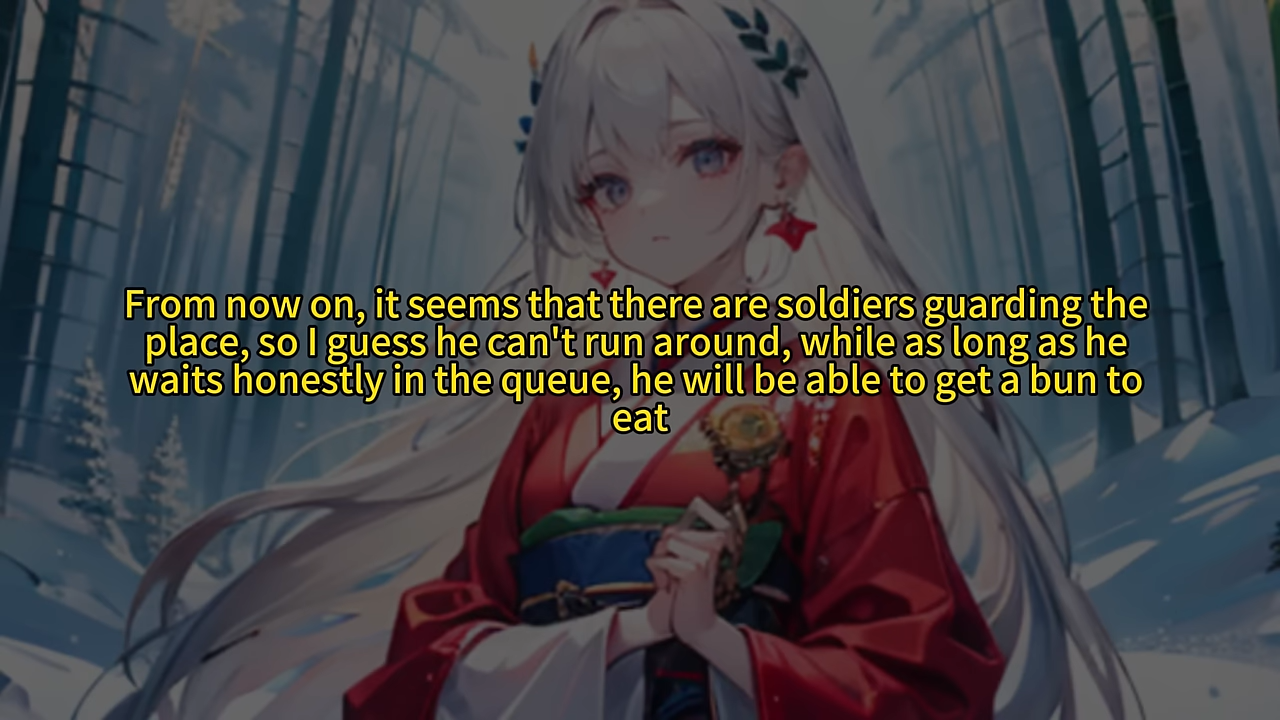 From now on, it seems that there are soldiers guarding the
place, so I guess he can't run around, while as long as he
waits honestly in the queue, he will be able to get a bun to
eat